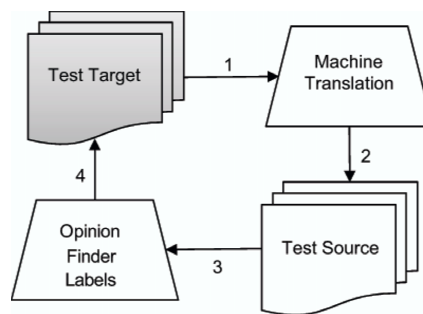 Test Target
1
Machine
Translation
2
Test Source
3
Opinion
Finder
Labels
4